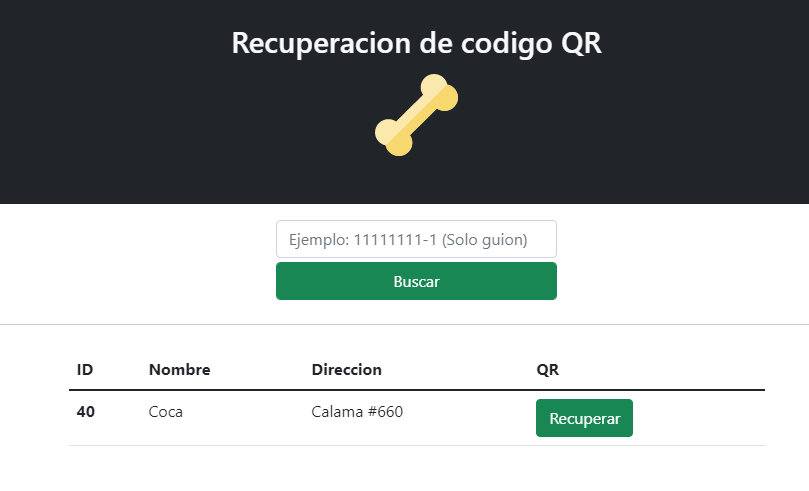 Recuperacion de codigo QR
Ejemplo: 11111111-1 (Solo guion)
Buscar
ID Nombre Direccion QR
40 Coca Calama #660 Recuperar